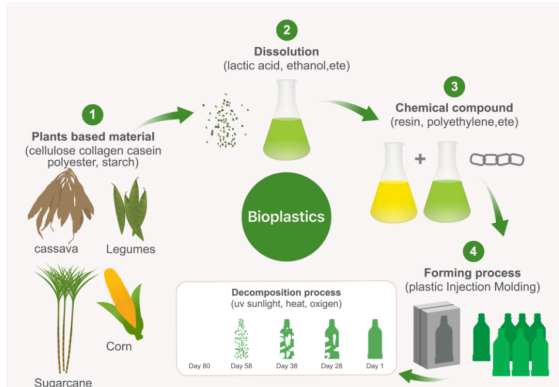 1
Plants based material
(cellulose collagen casein
polyester, starch)
cassava
Legumes
Sugarcane
Corn
2
Dissolution
(lactic acid, ethanol,ete)
3
Chemical compound
(resin, polyethylene,ete)
+
4
Forming process
(plastic Injection Molding)
Decomposition process
(uv sunlight, heat, oxigen)
Day 80 Day 58 Day 38 Day 28 Day 1
Bioplastics